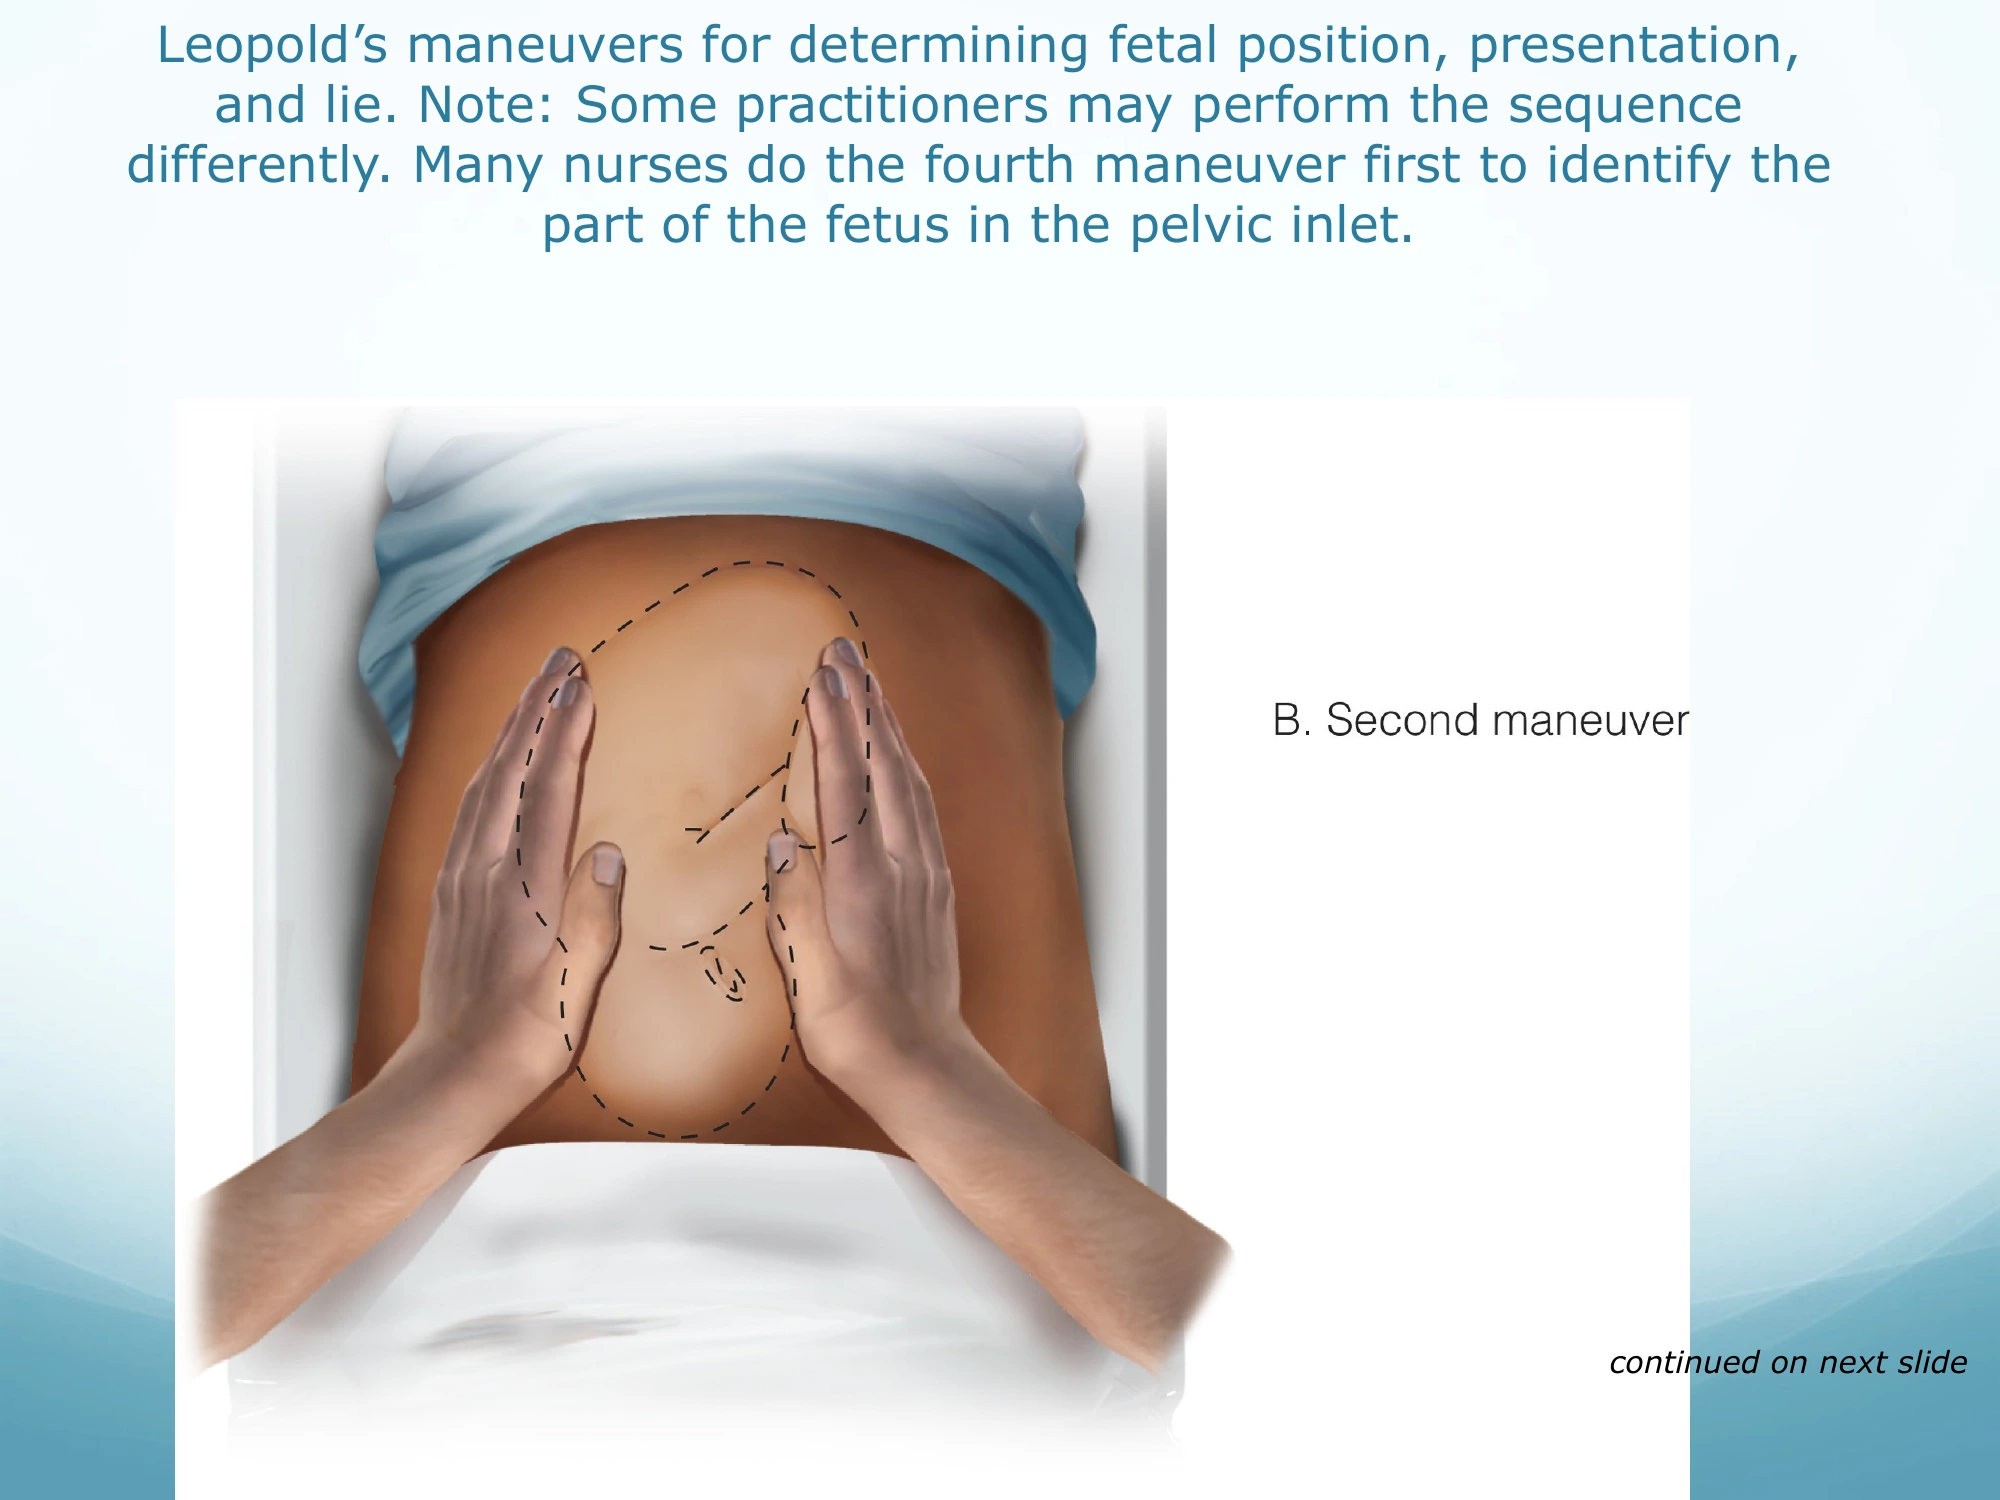 Leopold’s maneuvers for determining fetal position, presentation,
and lie. Note: Some practitioners may perform the sequence
differently. Many nurses do the fourth maneuver first to identify the
part of the fetus in the pelvic inlet.
B. Second maneuver
continued on next slide